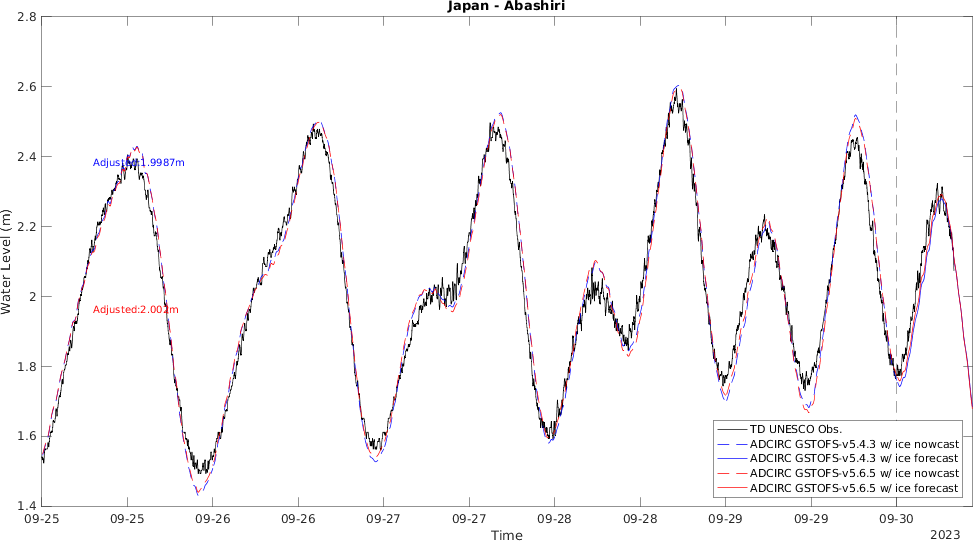 Japan - Abashiri
2.8
2.6
2.4
2.2
2
1.8
1.6
1.4
Water Level (m)
Adjusted:1.9987m
Adjusted:2.002m
TD UNESCO Obs.
ADCIRC GSTOFS-v5.4.3 w/ ice nowcast
ADCIRC GSTOFS-v5.4.3 w/ ice forecast
ADCIRC GSTOFS-v5.6.5 w/ ice nowcast
ADCIRC GSTOFS-v5.6.5 w/ ice forecast
09-25 09-25 09-26 09-26 09-27 09-27 09-28 09-28 09-29 09-29 09-30
Time
2023